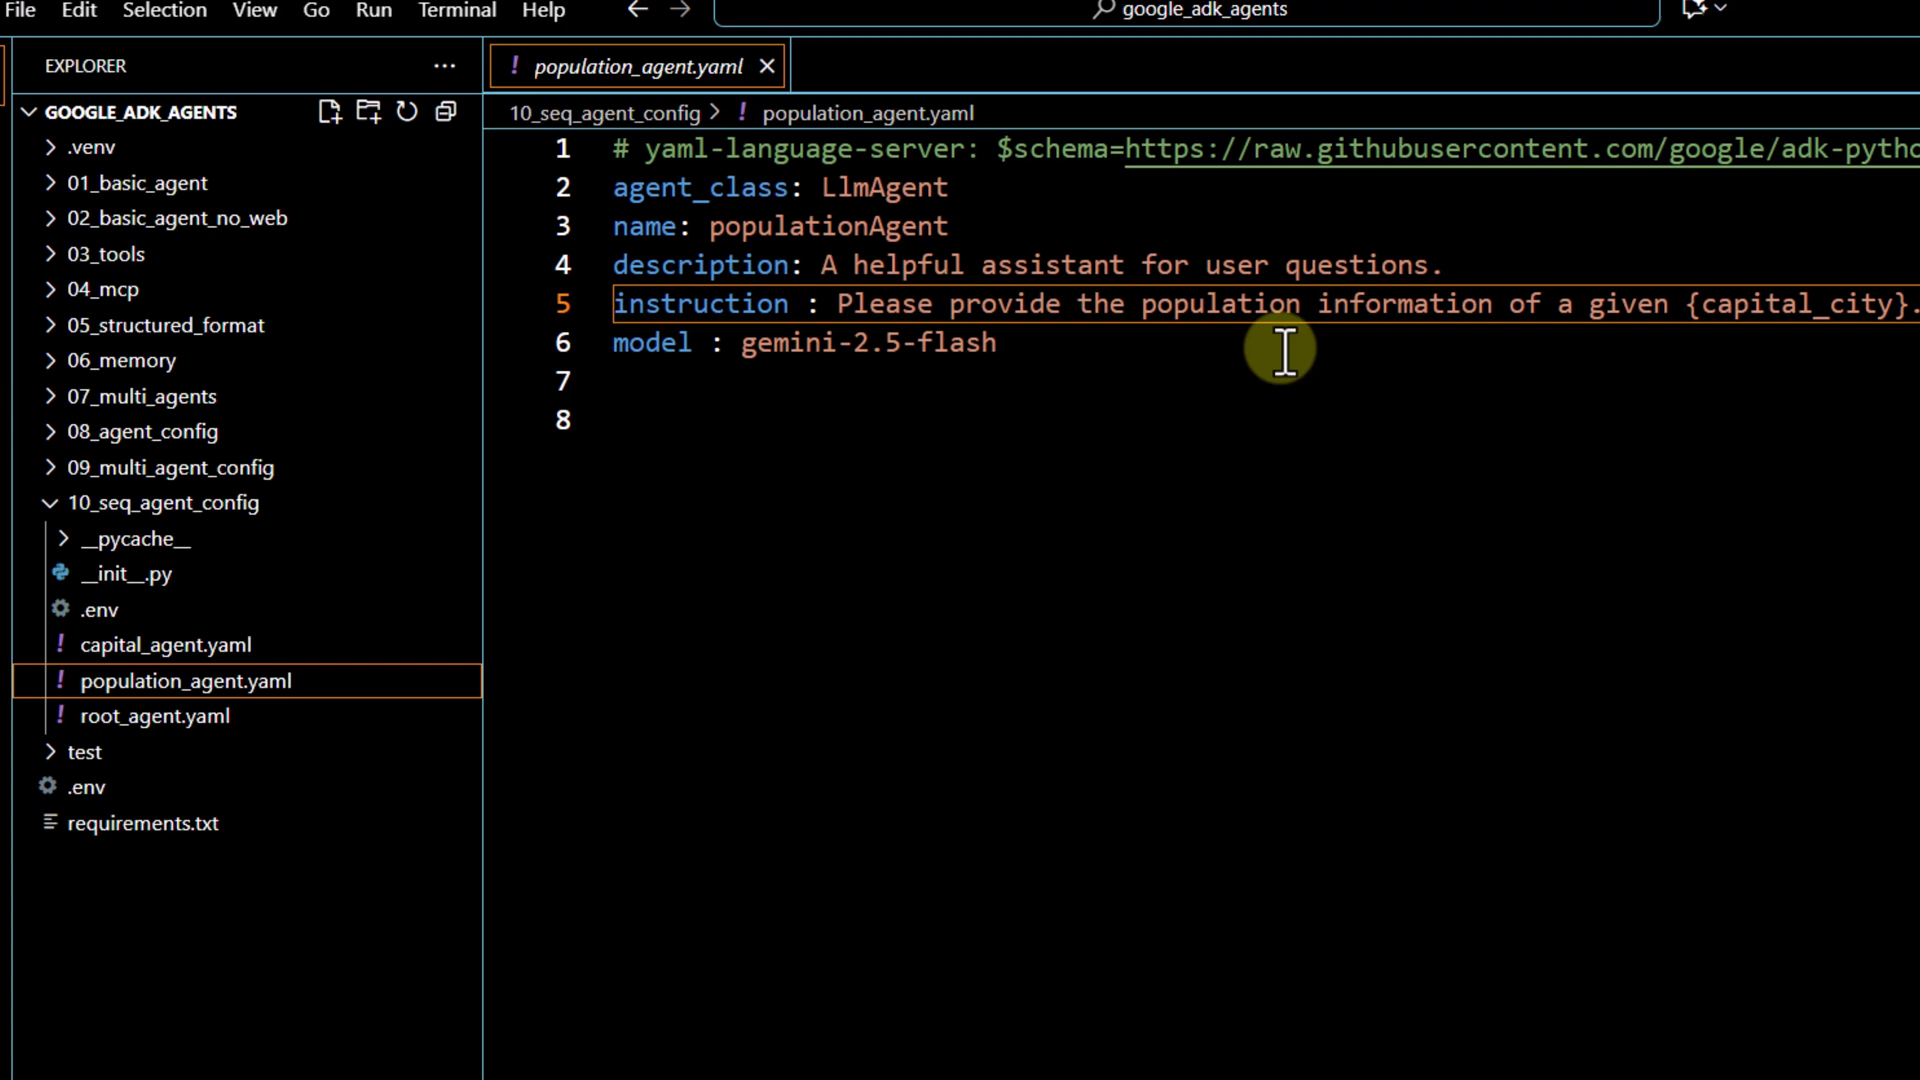 File Edit Selection View Go Run Terminal Help
google_adk_agents
EXPLORER
GOOGLE_ADK_AGENTS
.venv
01_basic_agent
02_basic_agent_no_web
03_tools
04_mcp
05_structured_format
06_memory
07_multi_agents
08_agent_config
09_multi_agent_config
10_seq_agent_config
__pycache__
__init__.py
.env
capital_agent.yaml
population_agent.yaml
root_agent.yaml
test
.env
requirements.txt
! population_agent.yaml
10_seq_agent_config > ! population_agent.yaml
1 # yaml-language-server: $schema=https://raw.githubusercontent.com/google/adk-pytho
2 agent_class: LlmAgent
3 name: populationAgent
4 description: A helpful assistant for user questions.
5 instruction : Please provide the population information of a given {capital_city}.
6 model : gemini-2.5-flash
7
8